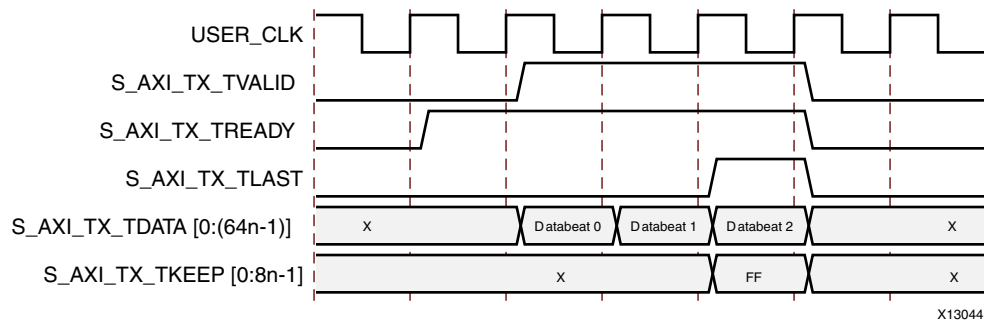 USER_CLK
S_AXI_TX_TVALID
S_AXI_TX_TREADY
S_AXI_TX_TLAST
S_AXI_TX_TDATA [0:(64n-1)] X Databeat 0 Databeat 1 Databeat 2 X
S_AXI_TX_TKEEP [0:8n-1] X FF X
X13044